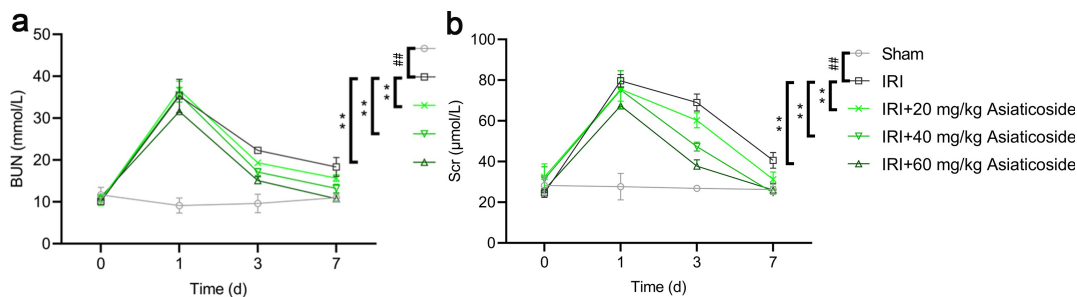 a
BUN (mmol/L)
50
40
30
20
10
0
0 1 3 7
Time (d)
##
**
**
**
b
Scr (μmol/L)
100
80
60
40
20
0
0 1 3 7
Time (d)
##
**
**
**
Sham
IRI
IRI+20 mg/kg Asiaticoside
IRI+40 mg/kg Asiaticoside
IRI+60 mg/kg Asiaticoside